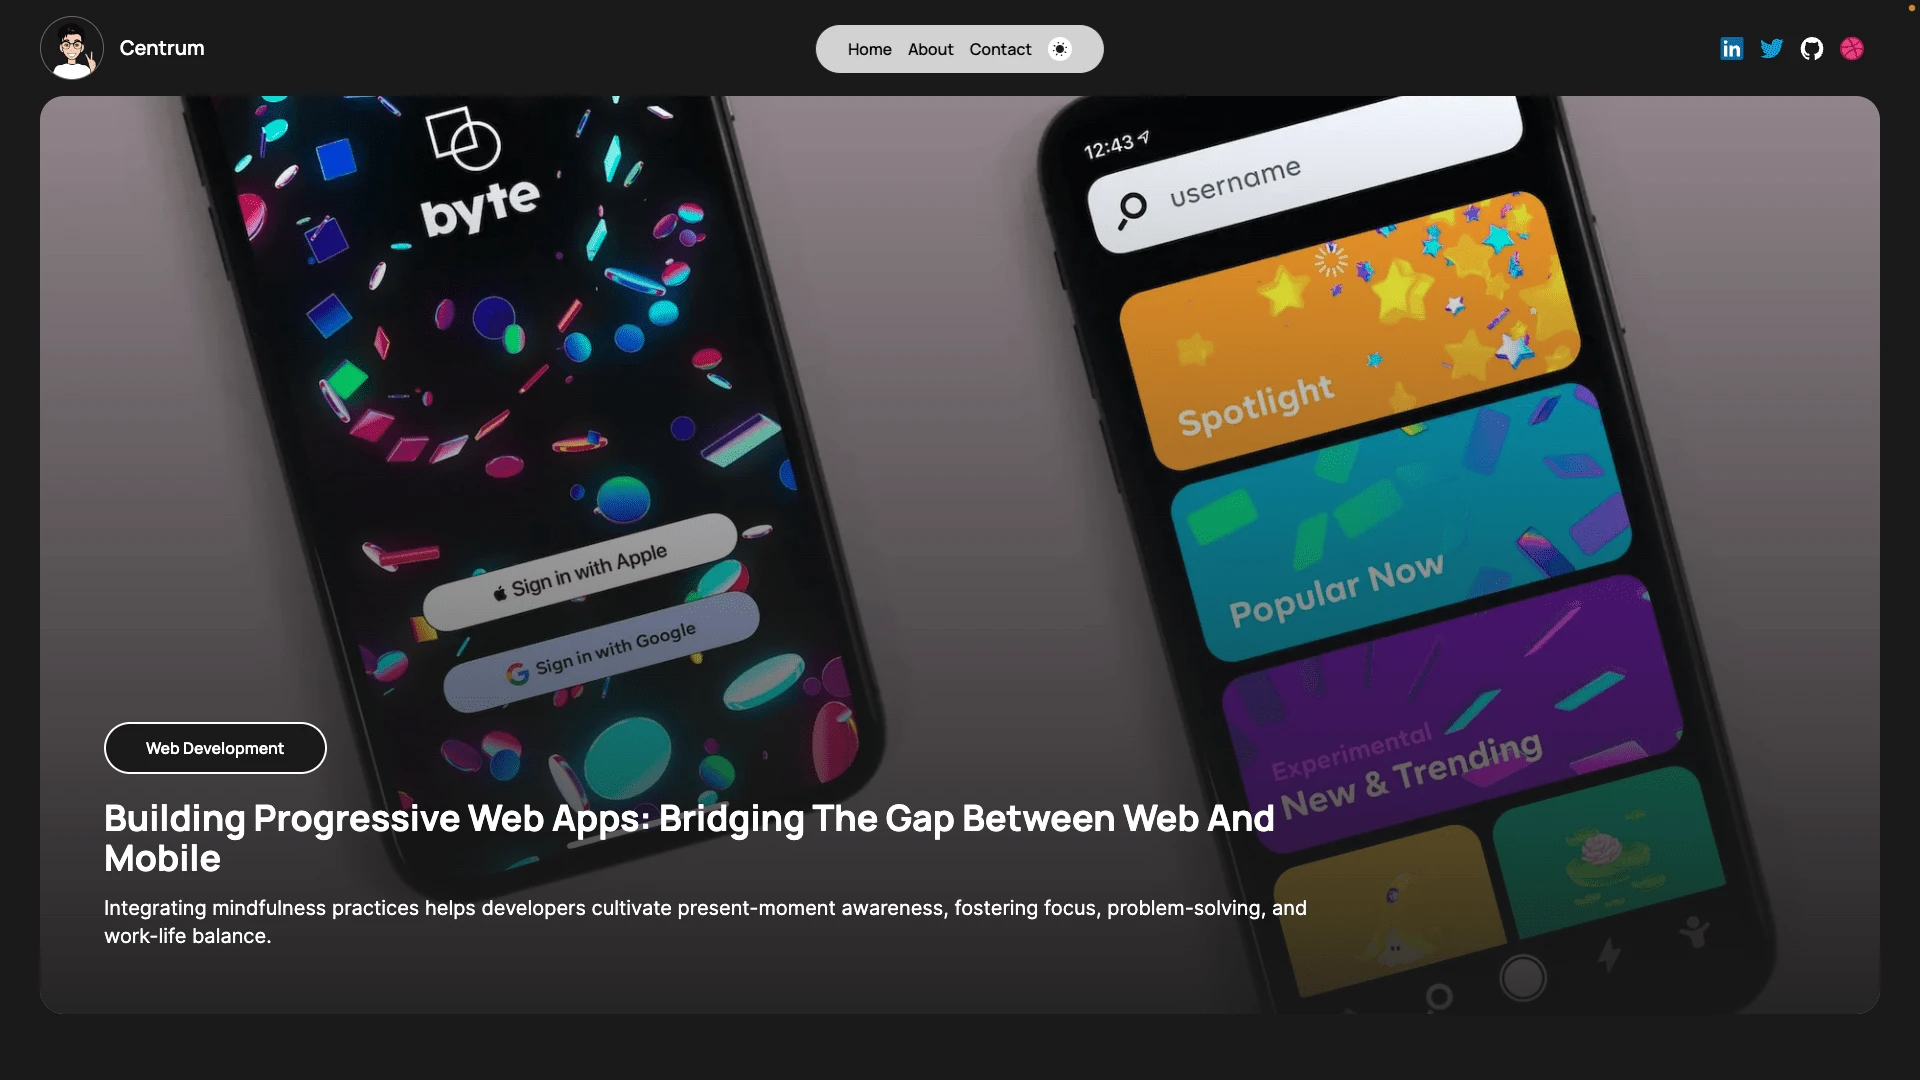 Centrum
Home About Contact
in
byte
Sign in with Apple
G Sign in with Google
12:43
username
Spotlight
Popular Now
Experimental
New & Trending
Web Development
Building Progressive Web Apps: Bridging The Gap Between Web And
Mobile
Integrating mindfulness practices helps developers cultivate present-moment awareness, fostering focus, problem-solving, and
work-life balance.